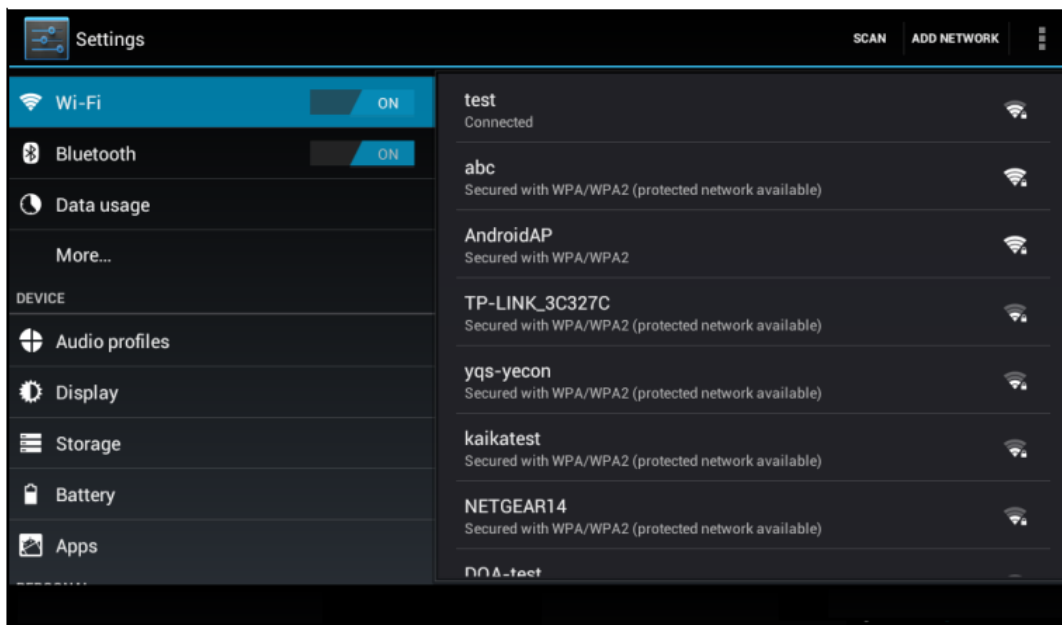 Settings
SCAN
ADD NETWORK
Wi-Fi
ON
Bluetooth
ON
Data usage
More...
DEVICE
Audio profiles
Display
Storage
Battery
Apps
test
Connected
abc
Secured with WPA/WPA2 (protected network available)
AndroidAP
Secured with WPA/WPA2
TP-LINK_3C327C
Secured with WPA/WPA2 (protected network available)
yqs-yecon
Secured with WPA/WPA2 (protected network available)
kaikatest
Secured with WPA/WPA2 (protected network available)
NETGEAR14
Secured with WPA/WPA2 (protected network available)